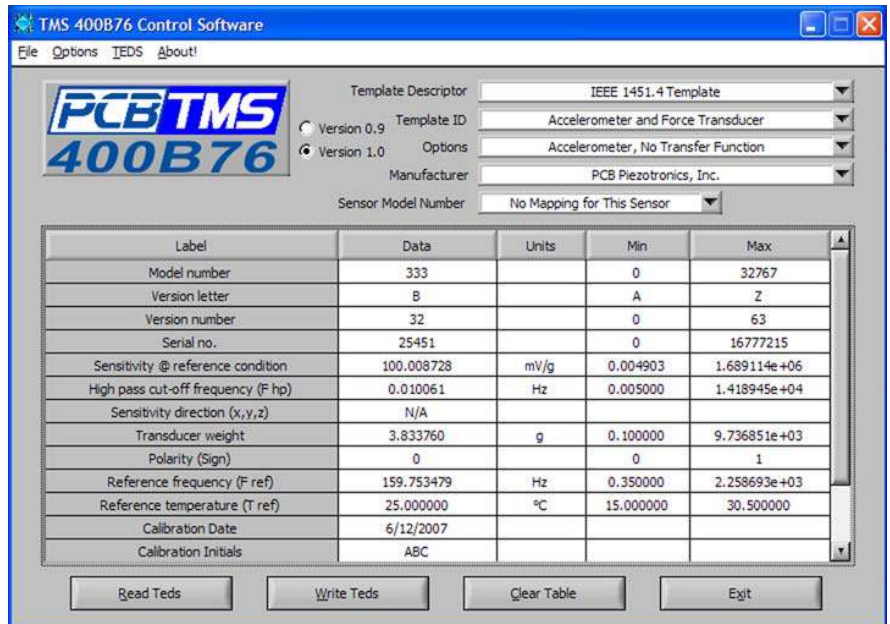 TMS 400B76 Control Software
File Options TEDS About!
PCB TMS
400B76
Version 0.9
Version 1.0
Template Descriptor IEEE 1451.4 Template
Template ID Accelerometer and Force Transducer
Options Accelerometer, No Transfer Function
Manufacturer PCB Piezotronics, Inc.
Sensor Model Number No Mapping for This Sensor
Label Data Units Min Max
Model number 333 0 32767
Version letter B A Z
Version number 32 0 63
Serial no. 25451 0 16777215
Sensitivity @ reference condition 100.008728 mV/g 0.004903 1.689114e+06
High pass cut-off frequency (F hp) 0.010061 Hz 0.005000 1.418945e+04
Sensitivity direction (x,y,z) N/A
Transducer weight 3.833760 g 0.100000 9.736851e+03
Polarity (Sign) 0 0 1
Reference frequency (F ref) 159.753479 Hz 0.350000 2.258693e+03
Reference temperature (T ref) 25.000000 °C 15.000000 30.500000
Calibration Date 6/12/2007
Calibration Initials ABC
Read Teds Write Teds Clear Table Exit